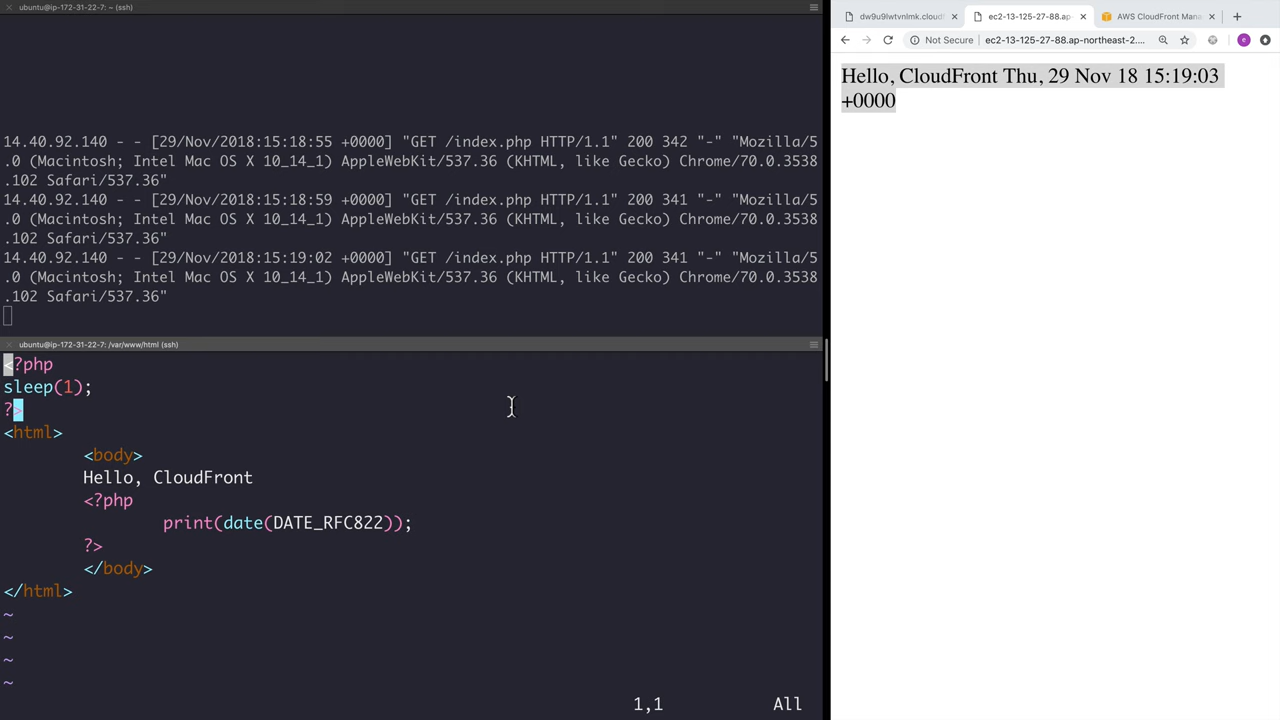 ubuntu@ip-172-31-22-7: ~ (ssh)
14.40.92.140 - - [29/Nov/2018:15:18:55 +0000] "GET /index.php HTTP/1.1" 200 342 "-" "Mozilla/5
.0 (Macintosh; Intel Mac OS X 10_14_1) AppleWebKit/537.36 (KHTML, like Gecko) Chrome/70.0.3538
.102 Safari/537.36"
14.40.92.140 - - [29/Nov/2018:15:18:59 +0000] "GET /index.php HTTP/1.1" 200 341 "-" "Mozilla/5
.0 (Macintosh; Intel Mac OS X 10_14_1) AppleWebKit/537.36 (KHTML, like Gecko) Chrome/70.0.3538
.102 Safari/537.36"
14.40.92.140 - - [29/Nov/2018:15:19:02 +0000] "GET /index.php HTTP/1.1" 200 341 "-" "Mozilla/5
.0 (Macintosh; Intel Mac OS X 10_14_1) AppleWebKit/537.36 (KHTML, like Gecko) Chrome/70.0.3538
.102 Safari/537.36"
ubuntu@ip-172-31-22-7: /var/www/html (ssh)
<?php
sleep(1);
?>
<html>
<body>
Hello, CloudFront
<?php
print(date(DATE_RFC822));
?>
</body>
</html>
~
~
~
~
1,1 All
dw9u9lwtvnlmk.cloudf ec2-13-125-27-88.ap- AWS CloudFront Mana
Not Secure ec2-13-125-27-88.ap-northeast-2....
e
Hello, CloudFront Thu, 29 Nov 18 15:19:03
+0000